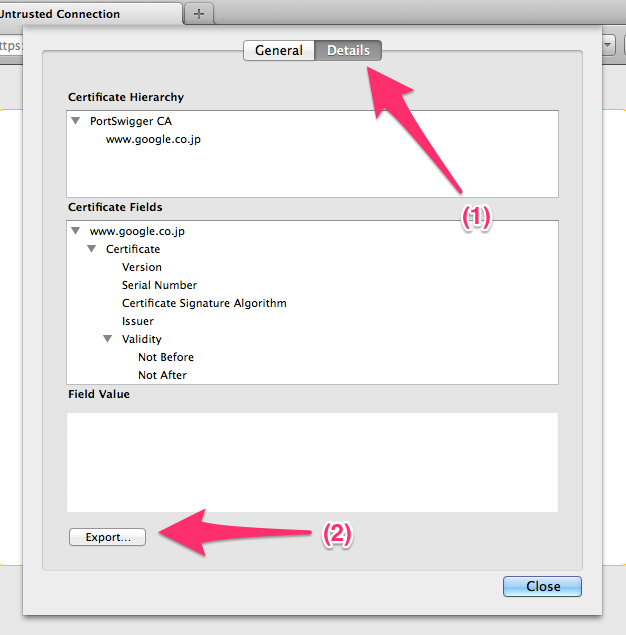 Untrusted Connection
ttps:
General
Details
(1)
Certificate Hierarchy
PortSwigger CA
www.google.co.jp
Certificate Fields
www.google.co.jp
Certificate
Version
Serial Number
Certificate Signature Algorithm
Issuer
Validity
Not Before
Not After
Field Value
Export...
(2)
Close